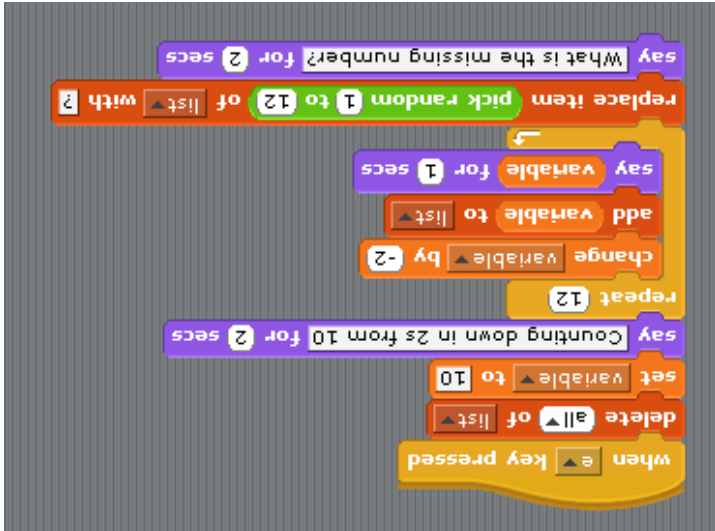 when e key pressed
delete all of list
set variable to 10
say Counting down in 2s from 10 for 2 secs
repeat 12
change variable by -2
add variable to list
say variable for 1 secs
replace item pick random 1 to 12 of list with ?
say What is the missing numqer? for 2 secs